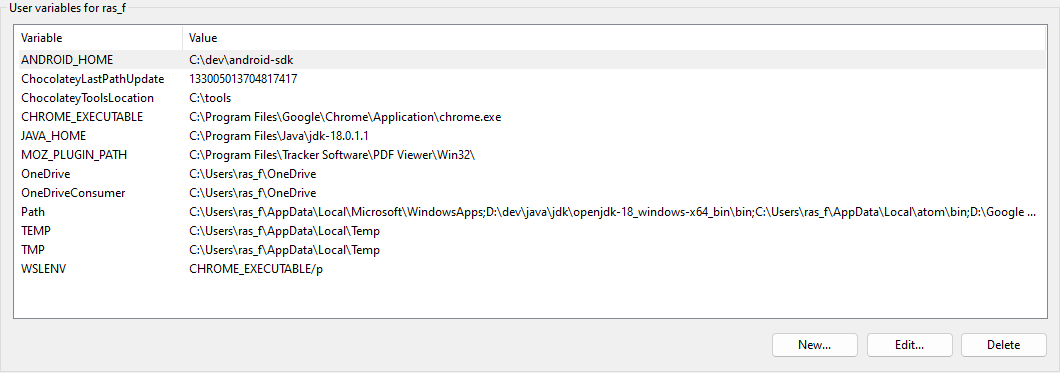 User variables for ras_f
Variable Value
ANDROID_HOME C:\dev\android-sdk
ChocolateyLastPathUpdate 133005013704817417
ChocolateyToolsLocation C:\tools
CHROME_EXECUTABLE C:\Program Files\Google\Chrome\Application\chrome.exe
JAVA_HOME C:\Program Files\Java\jdk-18.0.1.1
MOZ_PLUGIN_PATH C:\Program Files\Tracker Software\PDF Viewer\Win32\
OneDrive C:\Users\ras_f\OneDrive
OneDriveConsumer C:\Users\ras_f\OneDrive
Path C:\Users\ras_f\AppData\Local\Microsoft\WindowsApps;D:\dev\java\jdk\openjdk-18_windows-x64_bin\bin;C:\Users\ras_f\AppData\Local\atom\bin;D:\Google ...
TEMP C:\Users\ras_f\AppData\Local\Temp
TMP C:\Users\ras_f\AppData\Local\Temp
WSLENV CHROME_EXECUTABLE/p
New... Edit... Delete